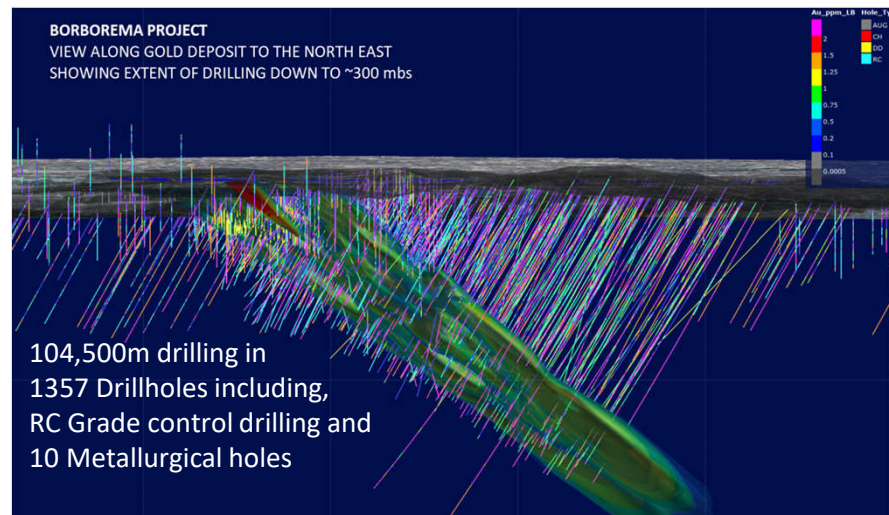 BORBOREMA PROJECT
VIEW ALONG GOLD DEPOSIT TO THE NORTH EAST
SHOWING EXTENT OF DRILLING DOWN TO ~300 mbs
Au_ppm_LB
2
1.5
1.25
1
0.75
0.5
0.2
0.1
0.0005
Hole_Ty
AUG
CH
DD
RC
104,500m drilling in
1357 Drillholes including,
RC Grade control drilling and
10 Metallurgical holes